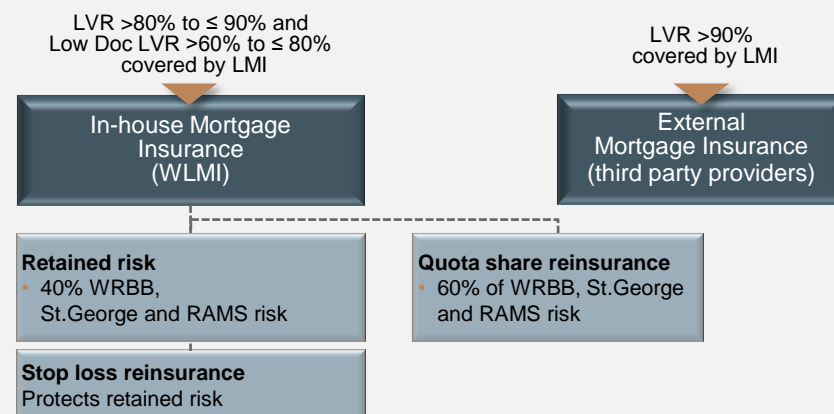 LVR >80% to ≤ 90% and
Low Doc LVR >60% to ≤ 80%
covered by LMI
LVR >90%
covered by LMI
In-house Mortgage
Insurance
(WLMI)
External
Mortgage Insurance
(third party providers)
Retained risk
• 40% WRBB,
St.George and RAMS risk
Quota share reinsurance
• 60% of WRBB, St.George
and RAMS risk
Stop loss reinsurance
Protects retained risk